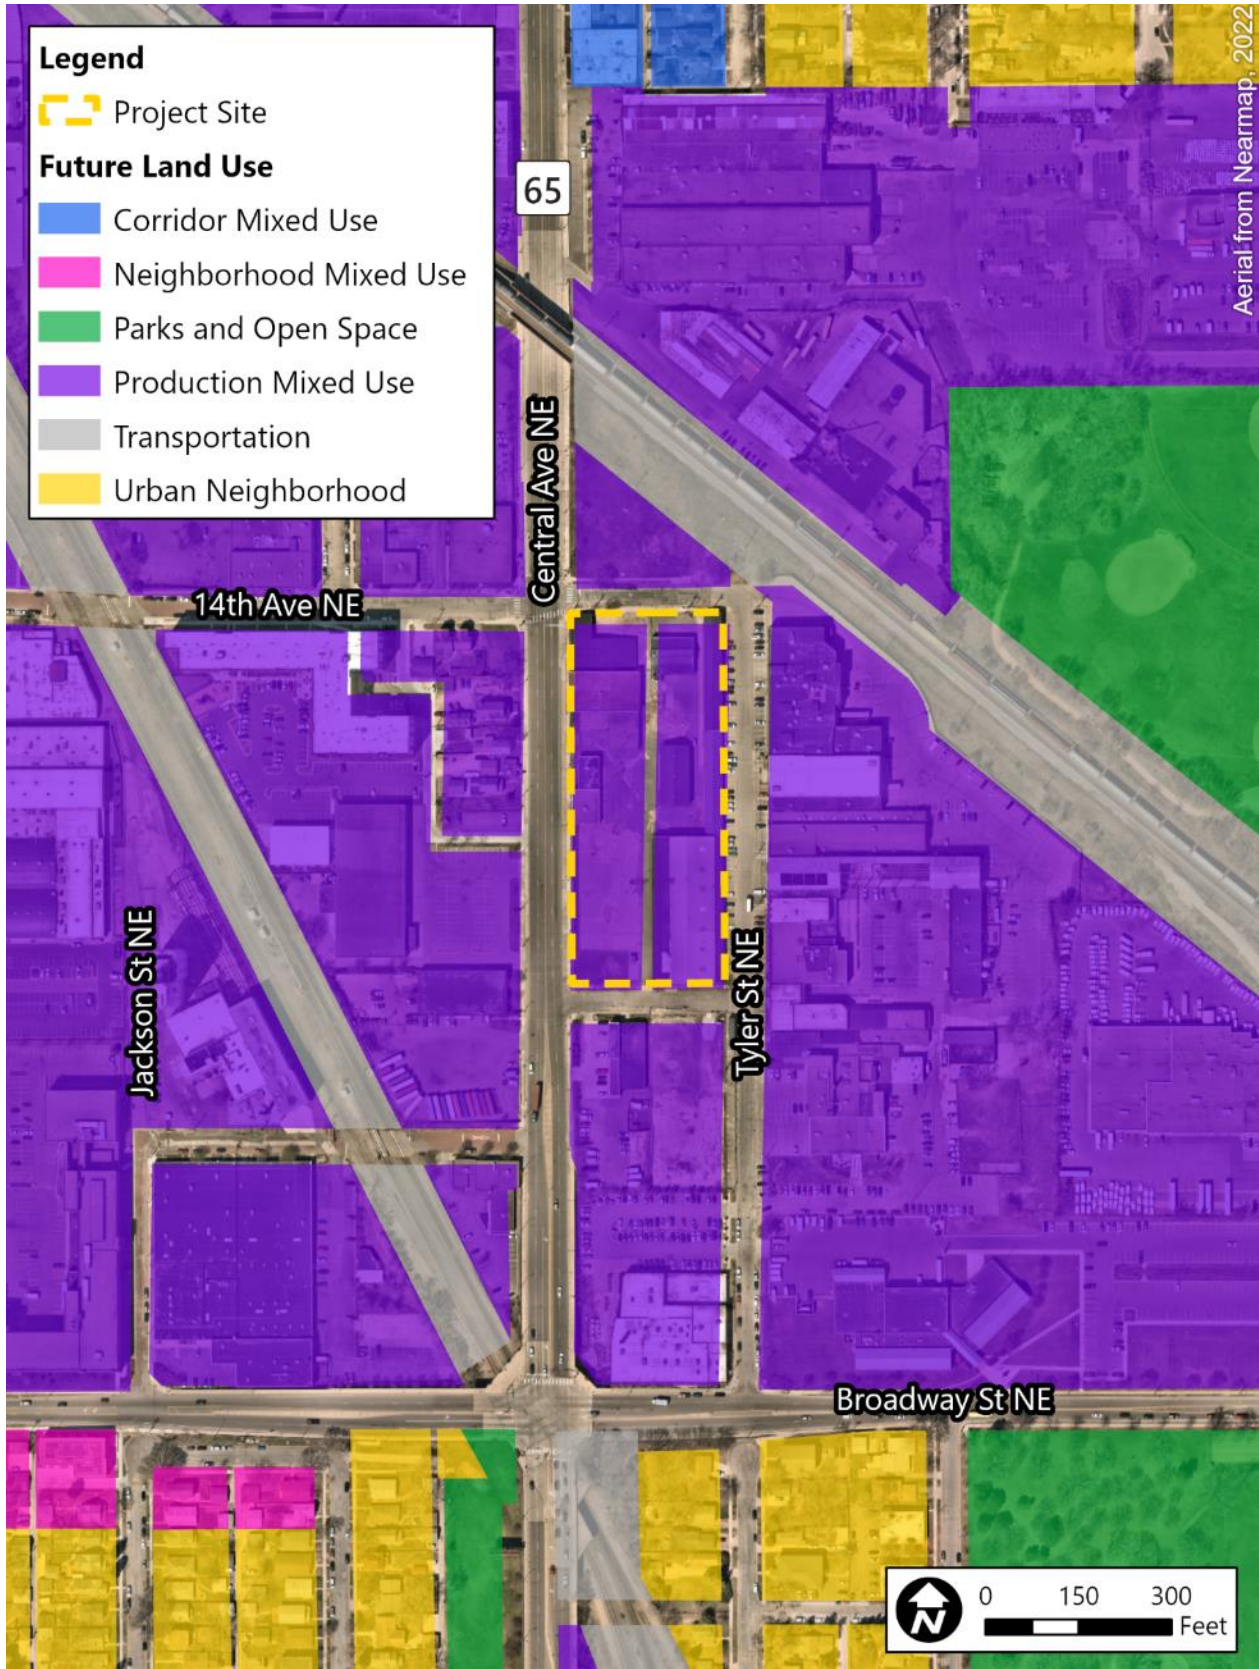 Legend
Project Site
Future Land Use
Corridor Mixed Use
Neighborhood Mixed Use
Parks and Open Space
Production Mixed Use
Transportation
Urban Neighborhood
Aerial from Nearmap, 2022
65
Central Ave NE
14th Ave NE
Jackson St NE
Tyler St NE
Broadway St NE
N
0 150 300
Feet